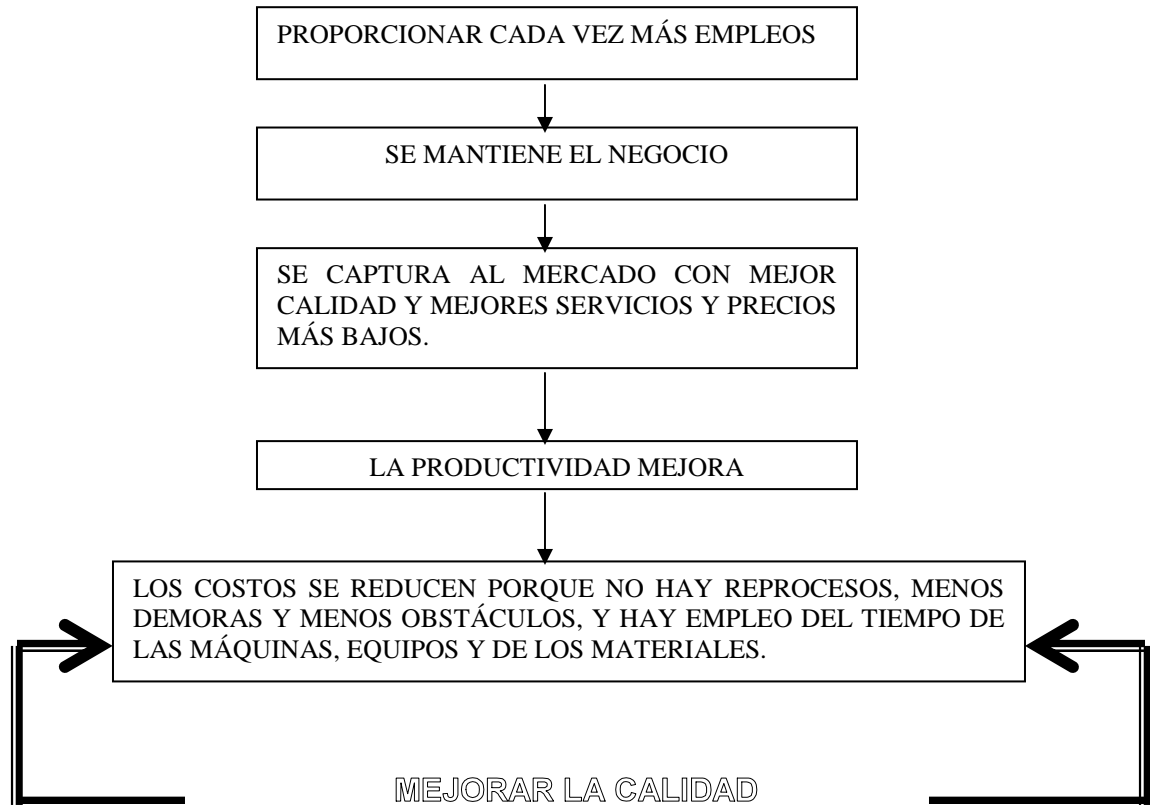 PROPORCIONAR CADA VEZ MÁS EMPLEOS
SE MANTIENE EL NEGOCIO
SE CAPTURA AL MERCADO CON MEJOR
CALIDAD Y MEJORES SERVICIOS Y PRECIOS
MÁS BAJOS.
LA PRODUCTIVIDAD MEJORA
LOS COSTOS SE REDUCEN PORQUE NO HAY REPROCESOS, MENOS
DEMORAS Y MENOS OBSTÁCULOS, Y HAY EMPLEO DEL TIEMPO DE
LAS MÁQUINAS, EQUIPOS Y DE LOS MATERIALES.
MEJORAR LA CALIDAD